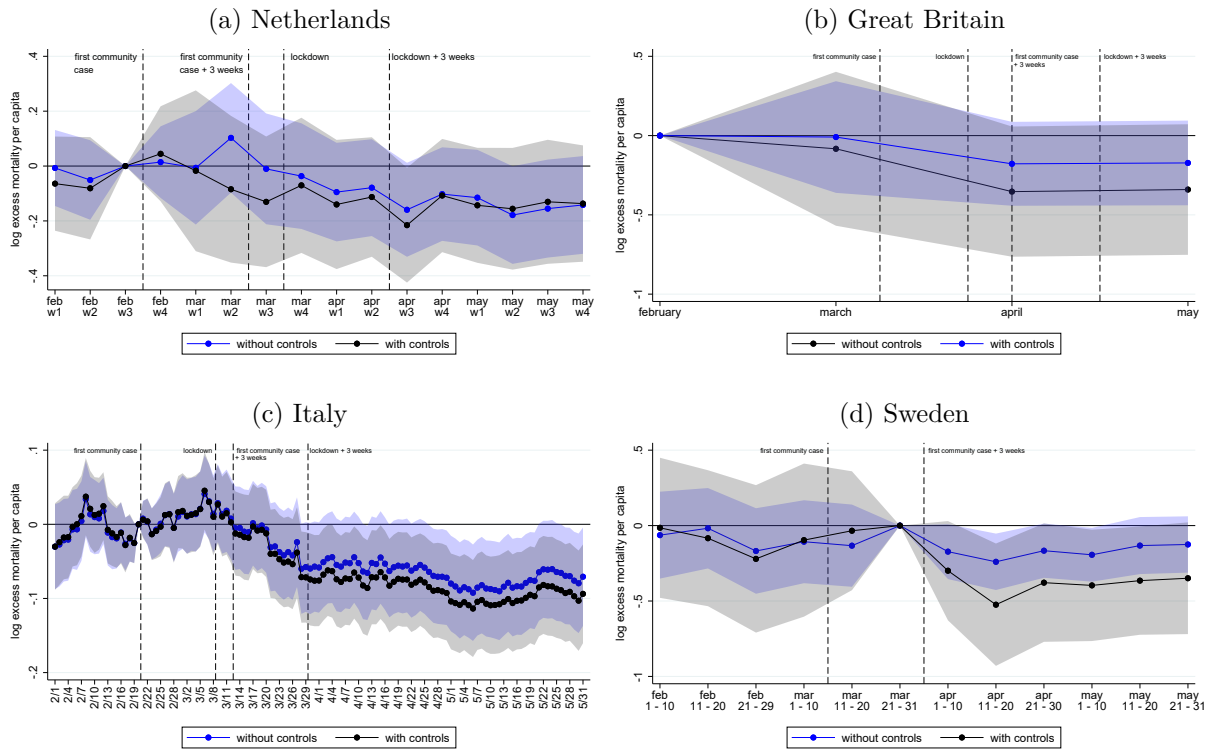 (a) Netherlands
log excess mortality per capita
.4
.2
0
-.2
-.4
first community
case
first community
case + 3 weeks
lockdown
lockdown + 3 weeks
feb feb feb feb mar mar mar mar apr apr apr apr may may may may
w1 w2 w3 w4 w1 w2 w3 w4 w1 w2 w3 w4 w1 w2 w3 w4
without controls with controls
(b) Great Britain
log excess mortality per capita
.5
0
-.5
-1
first community case
lockdown
first community case
+ 3 weeks
lockdown + 3 weeks
february march april may
without controls with controls
(c) Italy
log excess mortality per capita
.1
0
-.1
-.2
first community case
lockdown
first community case
+ 3 weeks
lockdown + 3 weeks
2/1 2/4 2/7 2/10 2/13 2/16 2/19 2/22 2/25 2/28 3/2 3/5 3/8 3/11 3/14 3/17 3/20 3/23 3/26 3/29 4/1 4/4 4/7 4/10 4/13 4/16 4/19 4/22 4/25 4/28 5/1 5/4 5/7 5/10 5/13 5/16 5/19 5/22 5/25 5/28 5/31
without controls with controls
(d) Sweden
log excess mortality per capita
.5
0
-.5
-1
first community case
first community case + 3 weeks
feb feb feb mar mar mar apr apr apr may may may
1 - 10 11 - 20 21 - 29 1 - 10 11 - 20 21 - 31 1 - 10 11 - 20 21 - 30 1 - 10 11 - 20 21 - 31
without controls with controls